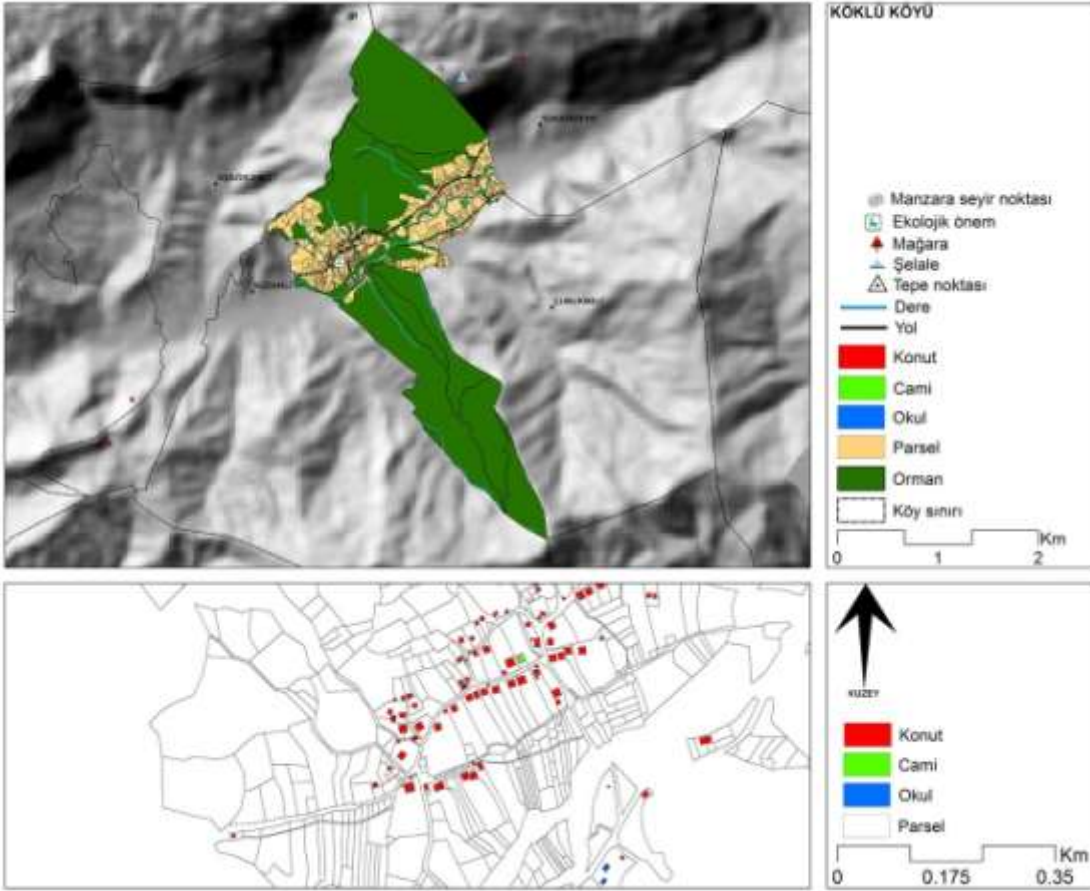 KÖKLÜ KÖYÜ
Manzara seyir noktası
Ekolojik önem
Mağara
Şelale
Tepe noktası
Dere
Yol
Konut
Cami
Okul
Parsel
Orman
Köy sınırı
Km
0 1 2
KUZEY
Konut
Cami
Okul
Parsel
Km
0 0.175 0.35